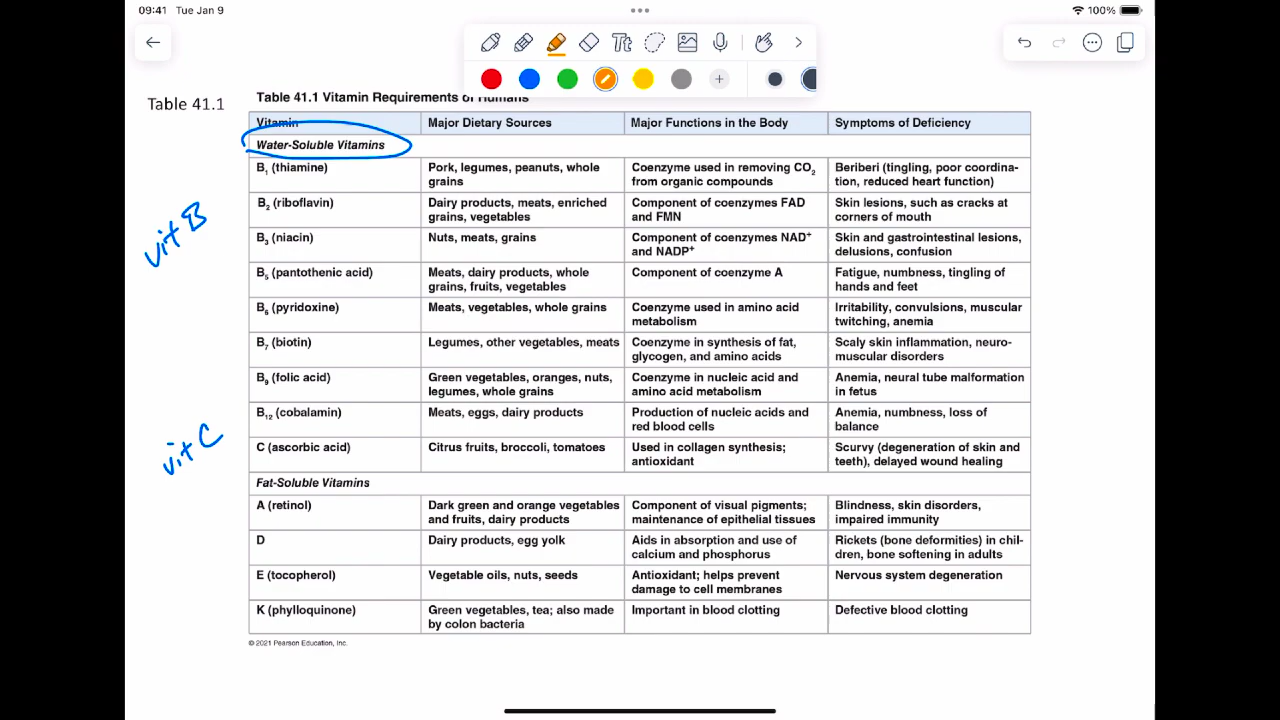 09:41 Tue Jan 9
100%
Tt
Table 41.1
Table 41.1 Vitamin Requirements of Humans
Vitamin Major Dietary Sources Major Functions in the Body Symptoms of Deficiency
Water-Soluble Vitamins
B1 (thiamine) Pork, legumes, peanuts, whole Coenzyme used in removing CO2 Beriberi (tingling, poor coordina-
grains from organic compounds tion, reduced heart function)
B2 (riboflavin) Dairy products, meats, enriched Component of coenzymes FAD Skin lesions, such as cracks at
grains, vegetables and FMN corners of mouth
vit B
B3 (niacin) Nuts, meats, grains Component of coenzymes NAD+ Skin and gastrointestinal lesions,
and NADP+ delusions, confusion
B5 (pantothenic acid) Meats, dairy products, whole Component of coenzyme A Fatigue, numbness, tingling of
grains, fruits, vegetables hands and feet
B6 (pyridoxine) Meats, vegetables, whole grains Coenzyme used in amino acid Irritability, convulsions, muscular
metabolism twitching, anemia
B7 (biotin) Legumes, other vegetables, meats Coenzyme in synthesis of fat, Scaly skin inflammation, neuro-
glycogen, and amino acids muscular disorders
B9 (folic acid) Green vegetables, oranges, nuts, Coenzyme in nucleic acid and Anemia, neural tube malformation
legumes, whole grains amino acid metabolism in fetus
B12 (cobalamin) Meats, eggs, dairy products Production of nucleic acids and Anemia, numbness, loss of
red blood cells balance
vit C
C (ascorbic acid) Citrus fruits, broccoli, tomatoes Used in collagen synthesis; Scurvy (degeneration of skin and
antioxidant teeth), delayed wound healing
Fat-Soluble Vitamins
A (retinol) Dark green and orange vegetables Component of visual pigments; Blindness, skin disorders,
and fruits, dairy products maintenance of epithelial tissues impaired immunity
D Dairy products, egg yolk Aids in absorption and use of Rickets (bone deformities) in chil-
calcium and phosphorus dren, bone softening in adults
E (tocopherol) Vegetable oils, nuts, seeds Antioxidant; helps prevent Nervous system degeneration
damage to cell membranes
K (phylloquinone) Green vegetables, tea; also made Important in blood clotting Defective blood clotting
by colon bacteria
© 2021 Pearson Education, Inc.